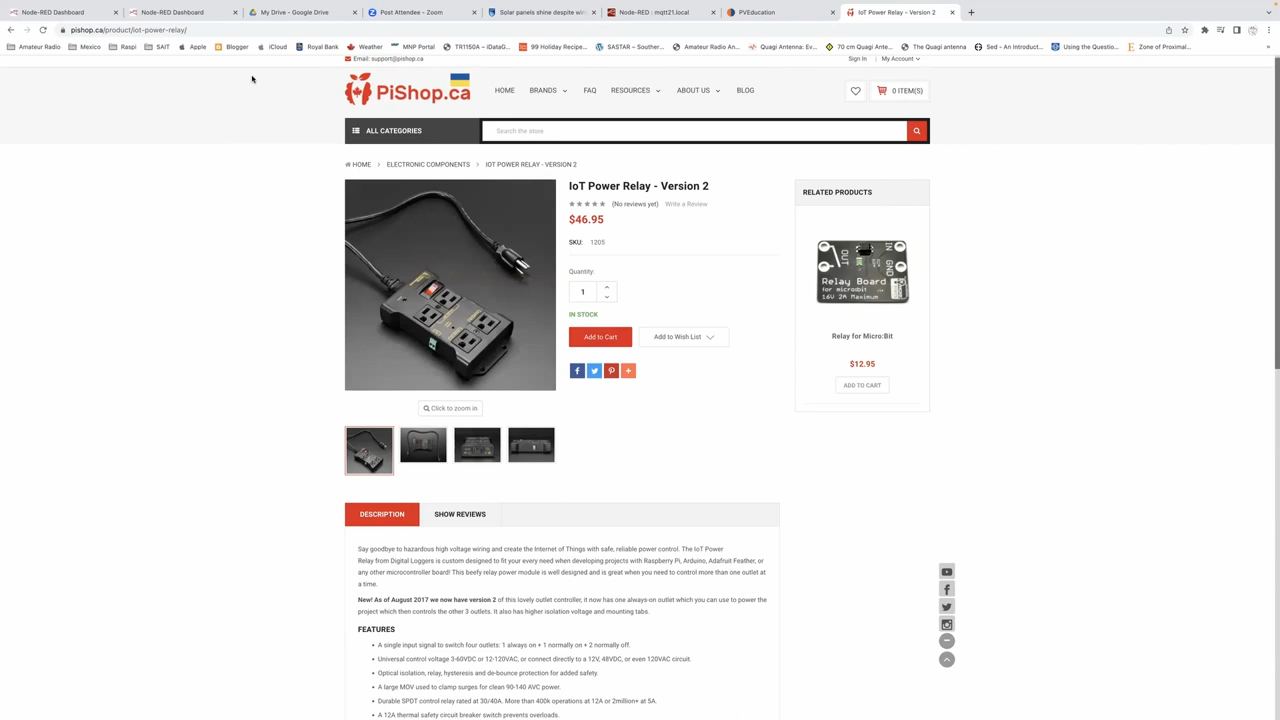 Node-RED Dashboard
Node-RED Dashboard
My Drive - Google Drive
Post Attendee - Zoom
Solar panels shine despite win
Node-RED : mqtt21.local
PVEducation
IoT Power Relay - Version 2
pishop.ca/product/iot-power-relay/
Amateur Radio
Mexico
Raspi
SAIT
Apple
Blogger
iCloud
Royal Bank
Weather
MNP Portal
TR1150A – iDataG...
99 Holiday Recipe...
SASTAR – Souther...
Amateur Radio An...
Quagi Antenna: Ev...
70 cm Quagi Ante...
The Quagi antenna
Sed - An Introduct...
Using the Questio...
Zone of Proximal...
Email: support@pishop.ca
Sign In | My Account
PiShop.ca
HOME
BRANDS
FAQ
RESOURCES
ABOUT US
BLOG
0 ITEM(S)
ALL CATEGORIES
Search the store
HOME > ELECTRONIC COMPONENTS > IOT POWER RELAY - VERSION 2
IoT Power Relay - Version 2
(No reviews yet) Write a Review
$46.95
SKU: 1205
Quantity:
1
IN STOCK
Add to Cart
Add to Wish List
Click to zoom in
RELATED PRODUCTS
OUT
IN
GND
Relay Board
for microbit
16V 2A Maximum
Relay for Micro:Bit
$12.95
ADD TO CART
DESCRIPTION
SHOW REVIEWS
Say goodbye to hazardous high voltage wiring and create the Internet of Things with safe, reliable power control. The IoT Power
Relay from Digital Loggers is custom designed to fit your every need when developing projects with Raspberry Pi, Arduino, Adafruit Feather, or
any other microcontroller board! This beefy relay power module is well designed and is great when you need to control more than one outlet at
a time.
New! As of August 2017 we now have version 2 of this lovely outlet controller, it now has one always-on outlet which you can use to power the
project which then controls the other 3 outlets. It also has higher isolation voltage and mounting tabs.
FEATURES
• A single input signal to switch four outlets: 1 always on + 1 normally on + 2 normally off.
• Universal control voltage 3-60VDC or 12-120VAC, or connect directly to a 12V, 48VDC, or even 120VAC circuit.
• Optical isolation, relay, hysteresis and de-bounce protection for added safety.
• A large MOV used to clamp surges for clean 90-140 AVC power.
• Durable SPDT control relay rated at 30/40A. More than 400k operations at 12A or 2million+ at 5A.
• A 12A thermal safety circuit breaker switch prevents overloads.